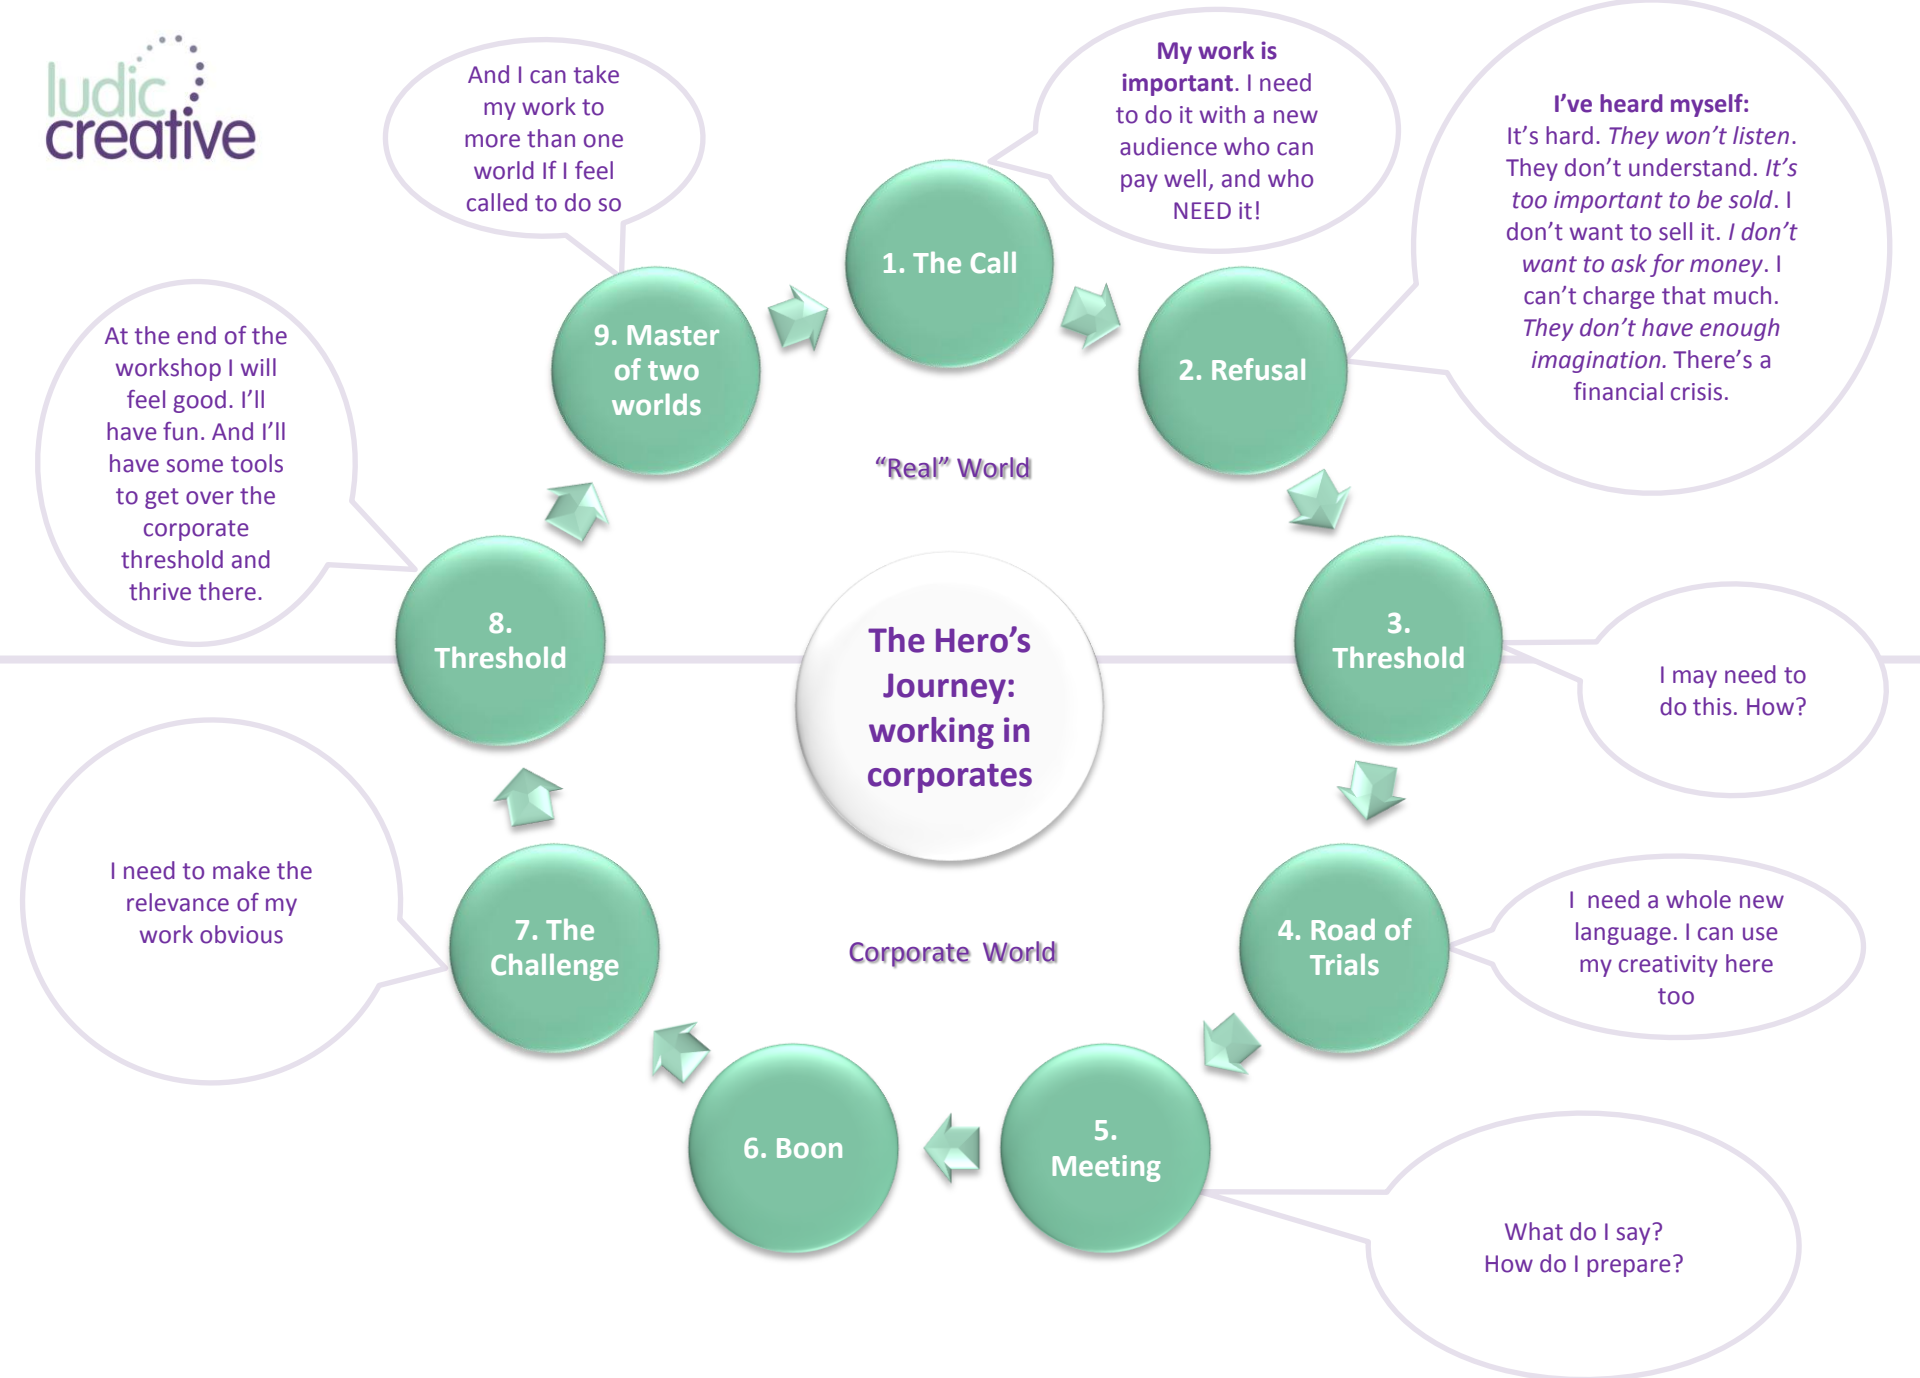 ludic
creative
And I can take
my work to
more than one
world If I feel
called to do so
My work is
important. I need
to do it with a new
audience who can
pay well, and who
NEED it!
I've heard myself:
It's hard. They won't listen.
They don't understand. It's
too important to be sold. I
don't want to sell it. I don't
want to ask for money. I
can't charge that much.
They don't have enough
imagination. There's a
financial crisis.
1. The Call
2. Refusal
9. Master
of two
worlds
At the end of the
workshop I will
feel good. I'll
have fun. And I'll
have some tools
to get over the
corporate
threshold and
thrive there.
"Real" World
8.
Threshold
The Hero's
Journey:
working in
corporates
3.
Threshold
I may need to
do this. How?
I need to make the
relevance of my
work obvious
7. The
Challenge
Corporate  World
4. Road of
Trials
I  need a whole new
language. I can use
my creativity here
too
6. Boon
5.
Meeting
What do I say?
How do I prepare?